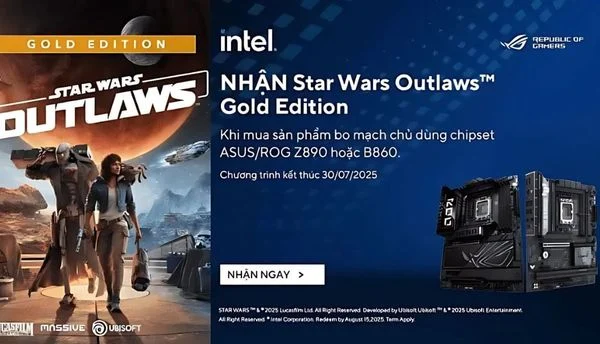 GOLD EDITION
STAR WARS
OUTLAWS™
LUCASFILM
MASSIVE
UBISOFT
intel
REPUBLIC OF
GAMERS
NHẬN Star Wars Outlaws™
Gold Edition
Khi mua sản phẩm bo mạch chủ dùng chipset
ASUS/ROG Z890 hoặc B860.
Chương trình kết thúc 30/07/2025
NHẬN NGAY >
STAR WARS ™ & ® 2025 Lucasfilm Ltd. All Right Reserved. Developed by Ubisoft. Ubisoft ™ & ® 2025 Ubisoft Entertainment.
All Right Reserved. ® Intel Corporation. Redeem by August 15,2025. Term Apply.